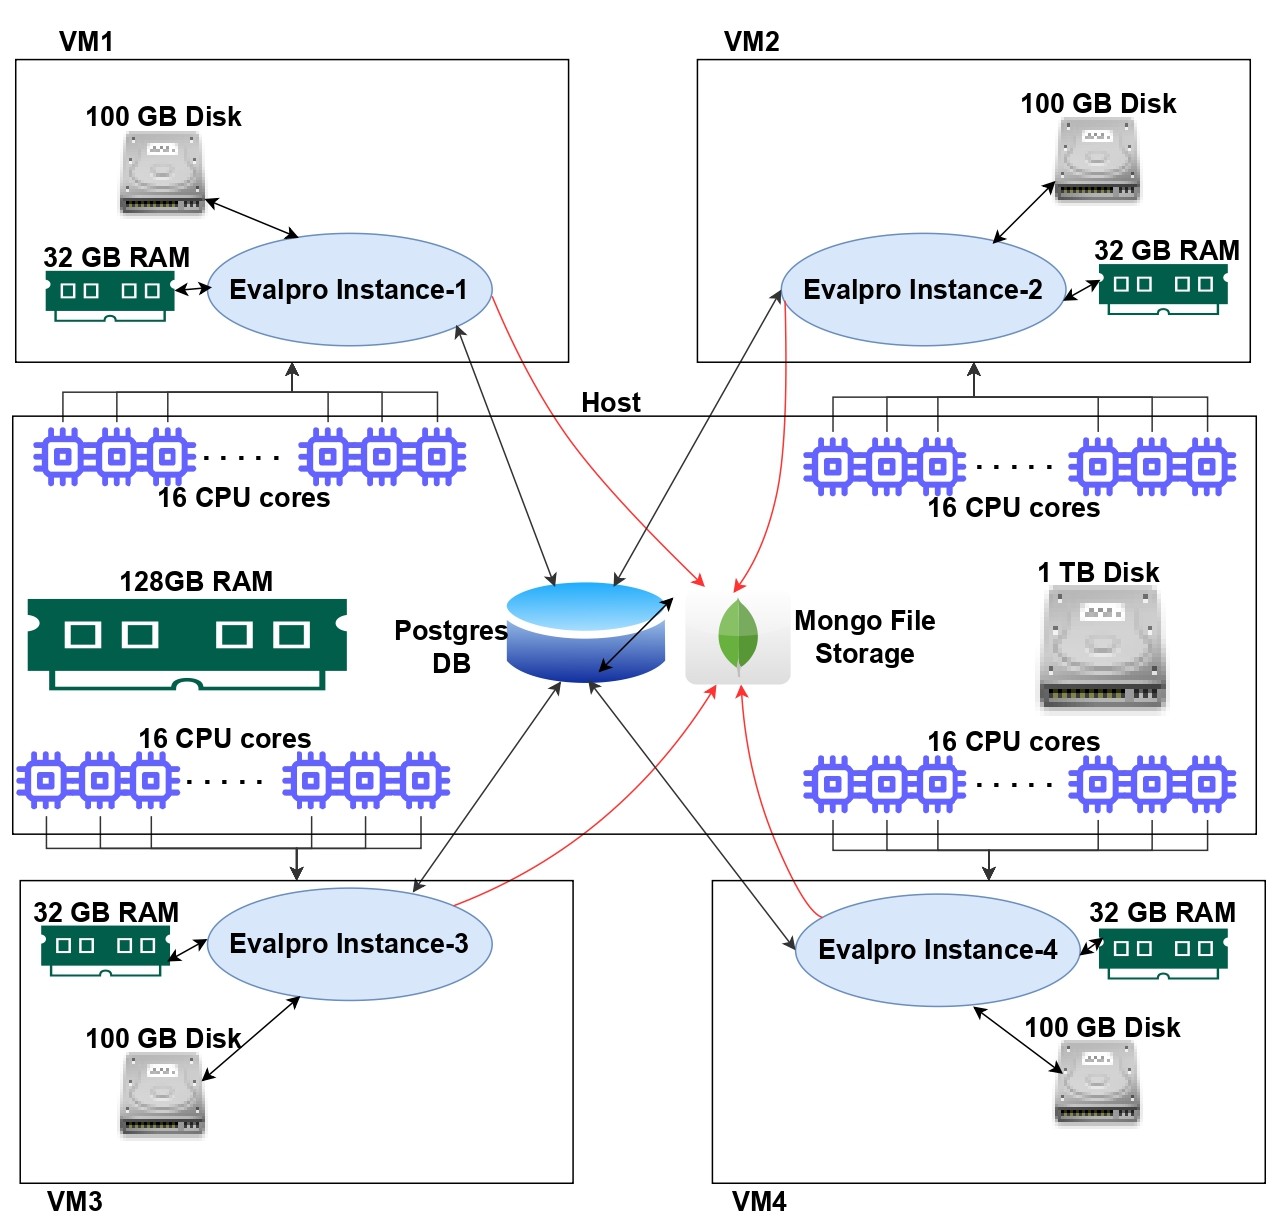 VM1
VM2
100 GB Disk
100 GB Disk
32 GB RAM
32 GB RAM
Evalpro Instance-1
Evalpro Instance-2
Host
16 CPU cores
16 CPU cores
128GB RAM
1 TB Disk
Postgres
DB
Mongo File
Storage
16 CPU cores
16 CPU cores
32 GB RAM
32 GB RAM
Evalpro Instance-3
Evalpro Instance-4
100 GB Disk
100 GB Disk
VM3
VM4